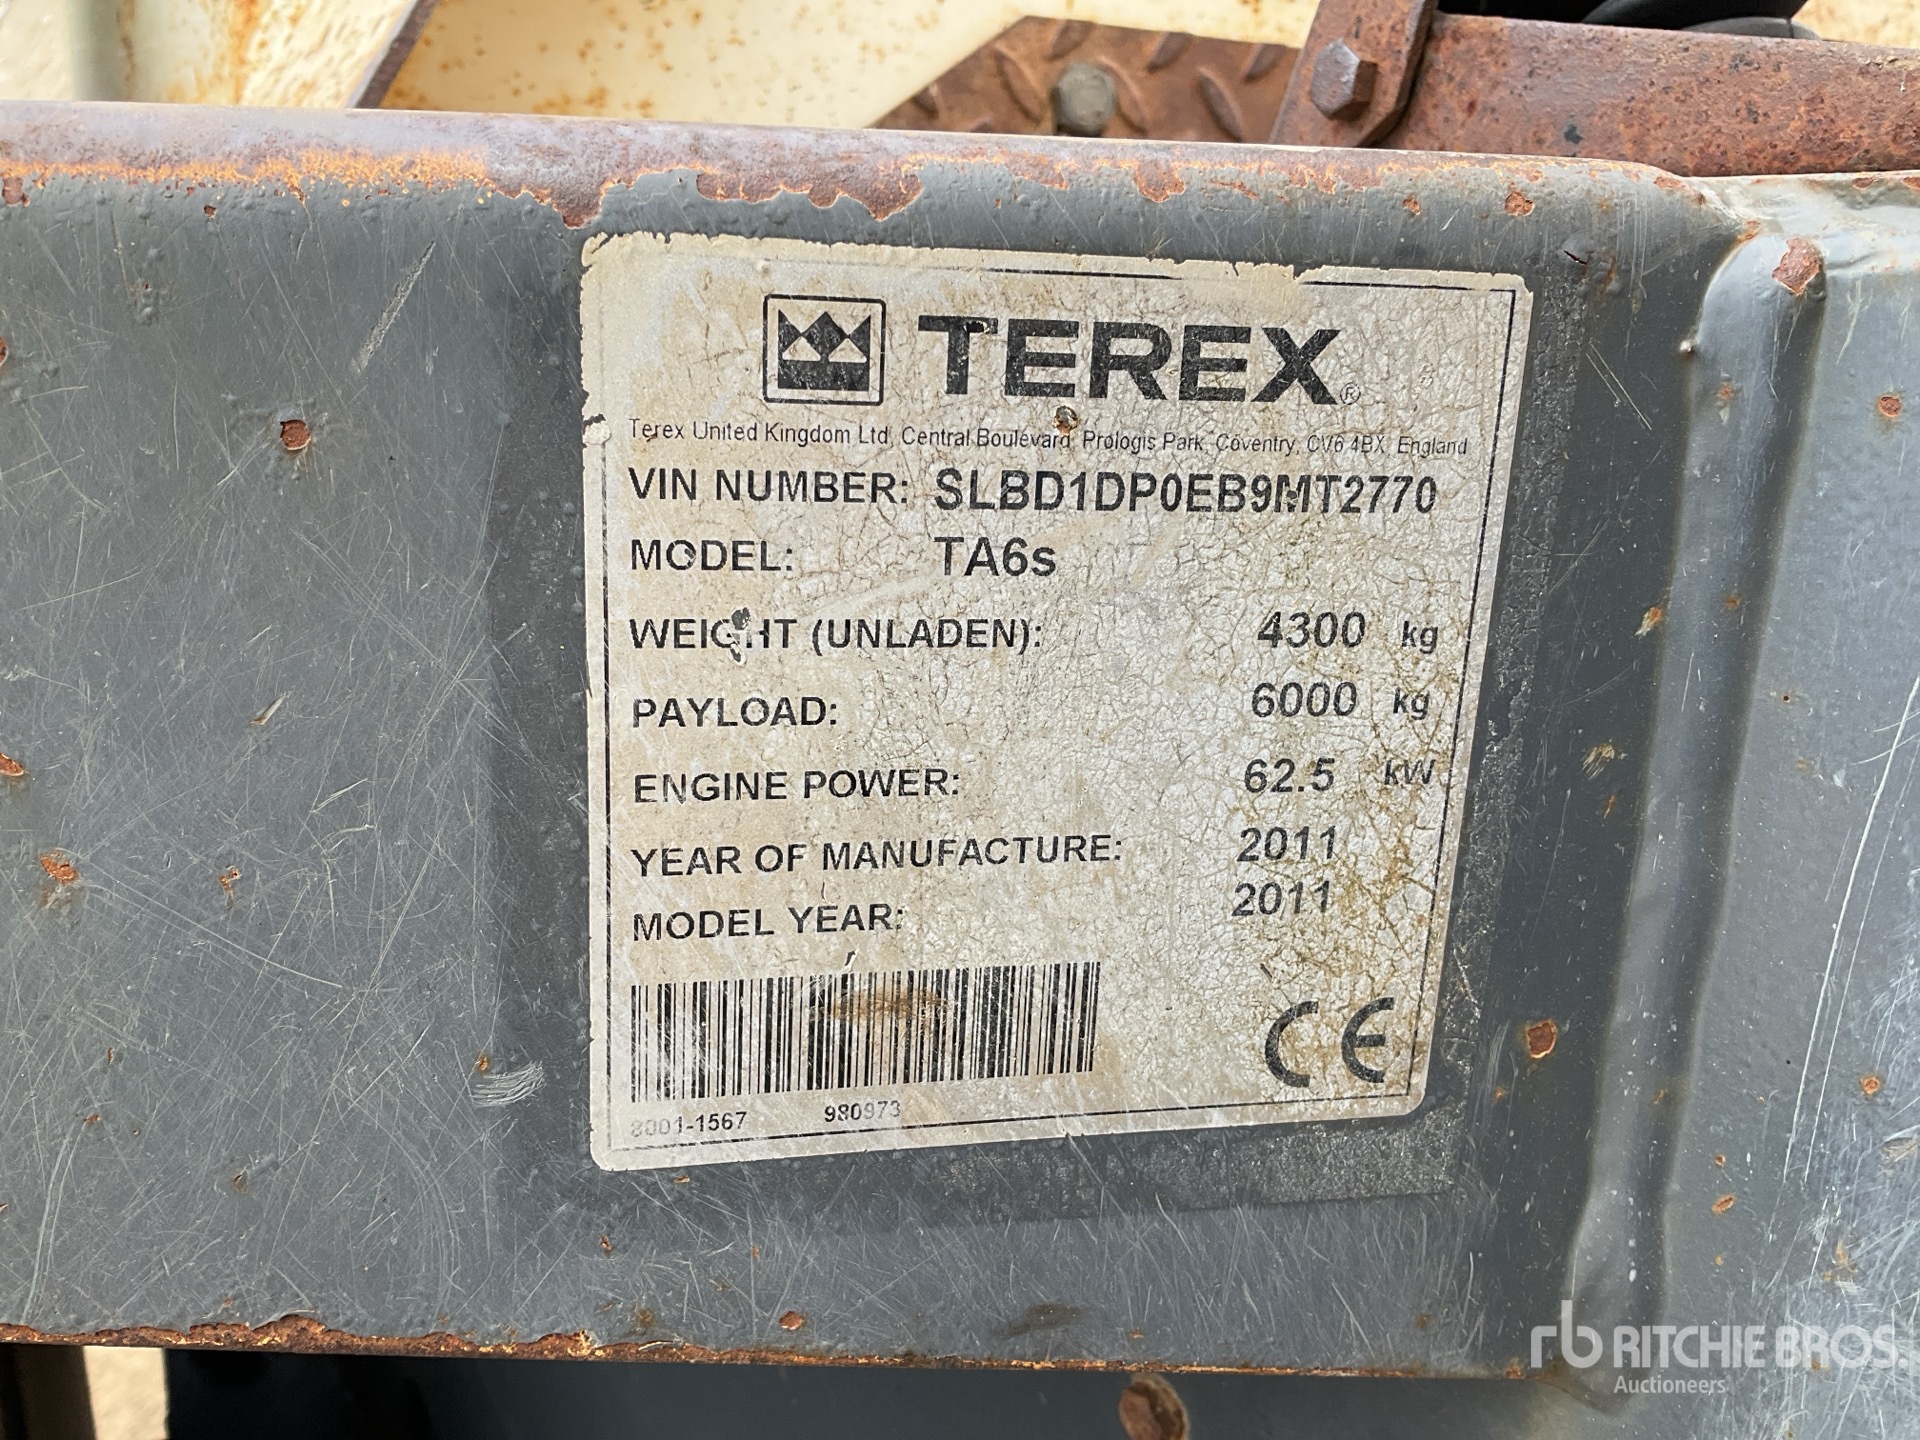 TEREX®
Terex United Kingdom Ltd, Central Boulevard, Prologis Park, Coventry, CV6 4BX, England
VIN NUMBER: SLBD1DP0EB9MT2770
MODEL: TA6s
WEIGHT (UNLADEN): 4300 kg
PAYLOAD: 6000 kg
ENGINE POWER: 62.5 kW
YEAR OF MANUFACTURE: 2011
MODEL YEAR: 2011
CE
8001-1567 980973
rb RITCHIE BROS.
Auctioneers